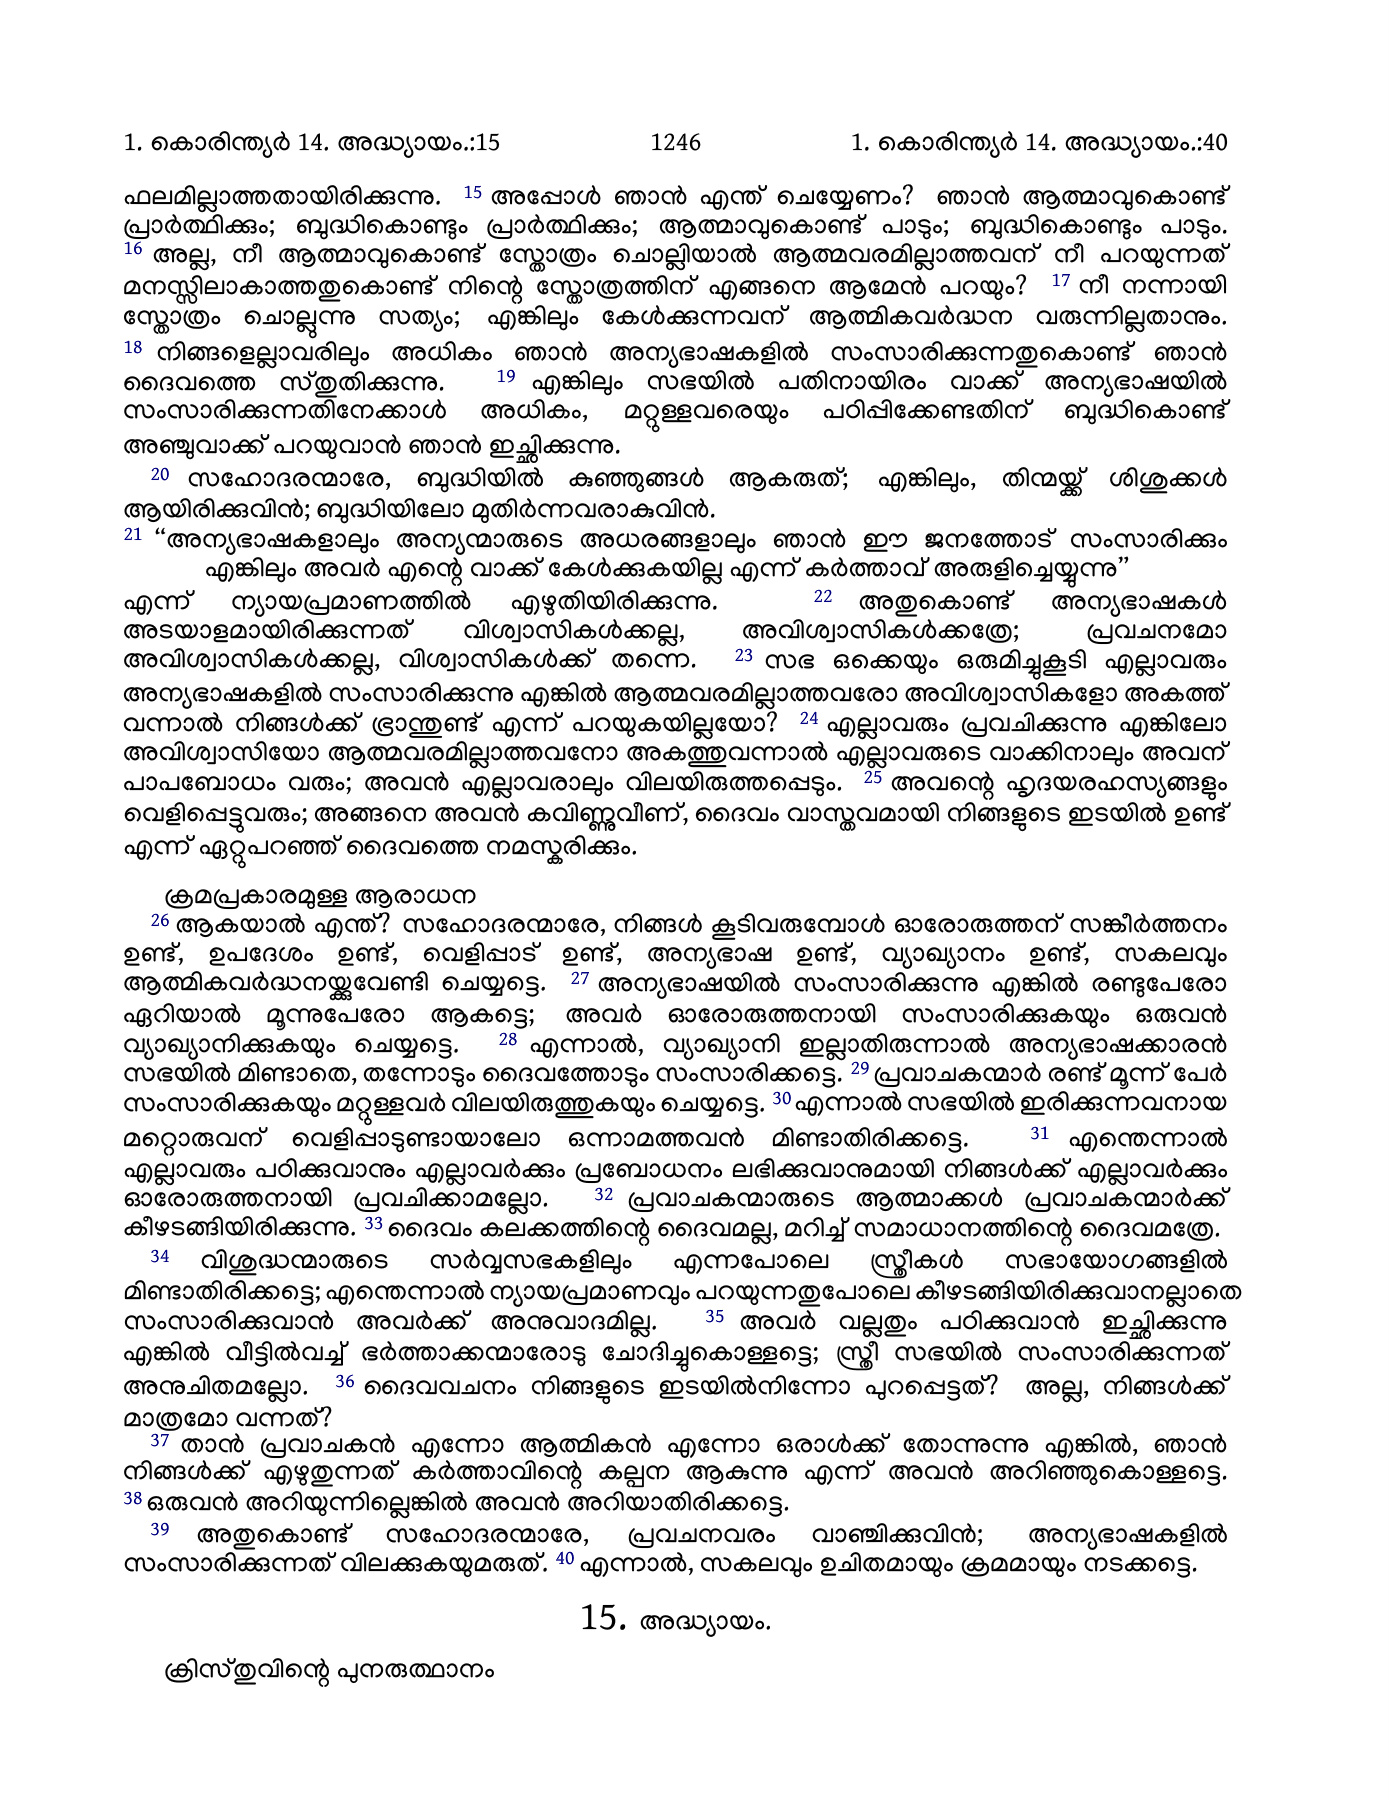 1. കൊരിന്ത്യർ 14. അദ്ധ്യായം.:15 1246 1. കൊരിന്ത്യർ 14. അദ്ധ്യായം.:40
ഫലമില്ലാത്തതായിരിക്കുന്നു. 15 അപ്പോൾ ഞാൻ എന്ത് ചെയ്യേണം? ഞാൻ ആത്മാവുകൊണ്ട്
പ്രാർത്ഥിക്കും; ബുദ്ധികൊണ്ടും പ്രാർത്ഥിക്കും; ആത്മാവുകൊണ്ട് പാടും; ബുദ്ധികൊണ്ടും പാടും.
16 അല്ല, നീ ആത്മാവുകൊണ്ട് സ്തോത്രം ചൊല്ലിയാൽ ആത്മവരമില്ലാത്തവന് നീ പറയുന്നത്
മനസ്സിലാകാത്തതുകൊണ്ട് നിന്റെ സ്തോത്രത്തിന് എങ്ങനെ ആമേൻ പറയും? 17 നീ നന്നായി
സ്തോത്രം ചൊല്ലുന്നു സത്യം; എങ്കിലും കേൾക്കുന്നവന് ആത്മികവർദ്ധന വരുന്നില്ലതാനും.
18 നിങ്ങളെല്ലാവരിലും അധികം ഞാൻ അന്യഭാഷകളിൽ സംസാരിക്കുന്നതുകൊണ്ട് ഞാൻ
ദൈവത്തെ സ്തുതിക്കുന്നു. 19 എങ്കിലും സഭയിൽ പതിനായിരം വാക്ക് അന്യഭാഷയിൽ
സംസാരിക്കുന്നതിനേക്കാൾ അധികം, മറ്റുള്ളവരെയും പഠിപ്പിക്കേണ്ടതിന് ബുദ്ധികൊണ്ട്
അഞ്ചുവാക്ക് പറയുവാൻ ഞാൻ ഇച്ഛിക്കുന്നു.
20 സഹോദരന്മാരേ, ബുദ്ധിയിൽ കുഞ്ഞുങ്ങൾ ആകരുത്; എങ്കിലും, തിന്മയ്ക്ക് ശിശുക്കൾ
ആയിരിക്കുവിൻ; ബുദ്ധിയിലോ മുതിർന്നവരാകുവിൻ.
21 “അന്യഭാഷകളാലും അന്യന്മാരുടെ അധരങ്ങളാലും ഞാൻ ഈ ജനത്തോട് സംസാരിക്കും
എങ്കിലും അവർ എന്റെ വാക്ക് കേൾക്കുകയില്ല എന്ന് കർത്താവ് അരുളിച്ചെയ്യുന്നു”
എന്ന് ന്യായപ്രമാണത്തിൽ എഴുതിയിരിക്കുന്നു. 22 അതുകൊണ്ട് അന്യഭാഷകൾ
അടയാളമായിരിക്കുന്നത് വിശ്വാസികൾക്കല്ല, അവിശ്വാസികൾക്കത്രേ; പ്രവചനമോ
അവിശ്വാസികൾക്കല്ല, വിശ്വാസികൾക്ക് തന്നെ. 23 സഭ ഒക്കെയും ഒരുമിച്ചുകൂടി എല്ലാവരും
അന്യഭാഷകളിൽ സംസാരിക്കുന്നു എങ്കിൽ ആത്മവരമില്ലാത്തവരോ അവിശ്വാസികളോ അകത്ത്
വന്നാൽ നിങ്ങൾക്ക് ഭ്രാന്തുണ്ട് എന്ന് പറയുകയില്ലയോ? 24 എല്ലാവരും പ്രവചിക്കുന്നു എങ്കിലോ
അവിശ്വാസിയോ ആത്മവരമില്ലാത്തവനോ അകത്തുവന്നാൽ എല്ലാവരുടെ വാക്കിനാലും അവന്
പാപബോധം വരും; അവൻ എല്ലാവരാലും വിലയിരുത്തപ്പെടും. 25 അവന്റെ ഹൃദയരഹസ്യങ്ങളും
വെളിപ്പെട്ടുവരും; അങ്ങനെ അവൻ കവിണ്ണുവീണ്, ദൈവം വാസ്തവമായി നിങ്ങളുടെ ഇടയിൽ ഉണ്ട്
എന്ന് ഏറ്റുപറഞ്ഞ് ദൈവത്തെ നമസ്കരിക്കും.
ക്രമപ്രകാരമുള്ള ആരാധന
26 ആകയാൽ എന്ത്? സഹോദരന്മാരേ, നിങ്ങൾ കൂടിവരുമ്പോൾ ഓരോരുത്തന് സങ്കീർത്തനം
ഉണ്ട്, ഉപദേശം ഉണ്ട്, വെളിപ്പാട് ഉണ്ട്, അന്യഭാഷ ഉണ്ട്, വ്യാഖ്യാനം ഉണ്ട്, സകലവും
ആത്മികവർദ്ധനയ്ക്കുവേണ്ടി ചെയ്യട്ടെ. 27 അന്യഭാഷയിൽ സംസാരിക്കുന്നു എങ്കിൽ രണ്ടുപേരോ
ഏറിയാൽ മൂന്നുപേരോ ആകട്ടെ; അവർ ഓരോരുത്തനായി സംസാരിക്കുകയും ഒരുവൻ
വ്യാഖ്യാനിക്കുകയും ചെയ്യട്ടെ. 28 എന്നാൽ, വ്യാഖ്യാനി ഇല്ലാതിരുന്നാൽ അന്യഭാഷക്കാരൻ
സഭയിൽ മിണ്ടാതെ, തന്നോടും ദൈവത്തോടും സംസാരിക്കട്ടെ. 29 പ്രവാചകന്മാർ രണ്ട് മൂന്ന് പേർ
സംസാരിക്കുകയും മറ്റുള്ളവർ വിലയിരുത്തുകയും ചെയ്യട്ടെ. 30 എന്നാൽ സഭയിൽ ഇരിക്കുന്നവനായ
മറ്റൊരുവന് വെളിപ്പാടുണ്ടായാലോ ഒന്നാമത്തവൻ മിണ്ടാതിരിക്കട്ടെ. 31 എന്തെന്നാൽ
എല്ലാവരും പഠിക്കുവാനും എല്ലാവർക്കും പ്രബോധനം ലഭിക്കുവാനുമായി നിങ്ങൾക്ക് എല്ലാവർക്കും
ഓരോരുത്തനായി പ്രവചിക്കാമല്ലോ. 32 പ്രവാചകന്മാരുടെ ആത്മാക്കൾ പ്രവാചകന്മാർക്ക്
കീഴടങ്ങിയിരിക്കുന്നു. 33 ദൈവം കലക്കത്തിന്റെ ദൈവമല്ല, മറിച്ച് സമാധാനത്തിന്റെ ദൈവമത്രേ.
34 വിശുദ്ധന്മാരുടെ സർവ്വസഭകളിലും എന്നപോലെ സ്ത്രീകൾ സഭായോഗങ്ങളിൽ
മിണ്ടാതിരിക്കട്ടെ; എന്തെന്നാൽ ന്യായപ്രമാണവും പറയുന്നതുപോലെ കീഴടങ്ങിയിരിക്കുവാനല്ലാതെ
സംസാരിക്കുവാൻ അവർക്ക് അനുവാദമില്ല. 35 അവർ വല്ലതും പഠിക്കുവാൻ ഇച്ഛിക്കുന്നു
എങ്കിൽ വീട്ടിൽവച്ച് ഭർത്താക്കന്മാരോടു ചോദിച്ചുകൊള്ളട്ടെ; സ്ത്രീ സഭയിൽ സംസാരിക്കുന്നത്
അനുചിതമല്ലോ. 36 ദൈവവചനം നിങ്ങളുടെ ഇടയിൽനിന്നോ പുറപ്പെട്ടത്? അല്ല, നിങ്ങൾക്ക്
മാത്രമോ വന്നത്?
37 താൻ പ്രവാചകൻ എന്നോ ആത്മികൻ എന്നോ ഒരാൾക്ക് തോന്നുന്നു എങ്കിൽ, ഞാൻ
നിങ്ങൾക്ക് എഴുതുന്നത് കർത്താവിന്റെ കല്പന ആകുന്നു എന്ന് അവൻ അറിഞ്ഞുകൊള്ളട്ടെ.
38 ഒരുവൻ അറിയുന്നില്ലെങ്കിൽ അവൻ അറിയാതിരിക്കട്ടെ.
39 അതുകൊണ്ട് സഹോദരന്മാരേ, പ്രവചനവരം വാഞ്ചിക്കുവിൻ; അന്യഭാഷകളിൽ
സംസാരിക്കുന്നത് വിലക്കുകയുമരുത്. 40 എന്നാൽ, സകലവും ഉചിതമായും ക്രമമായും നടക്കട്ടെ.
15. അദ്ധ്യായം.
ക്രിസ്തുവിന്റെ പുനരുത്ഥാനം